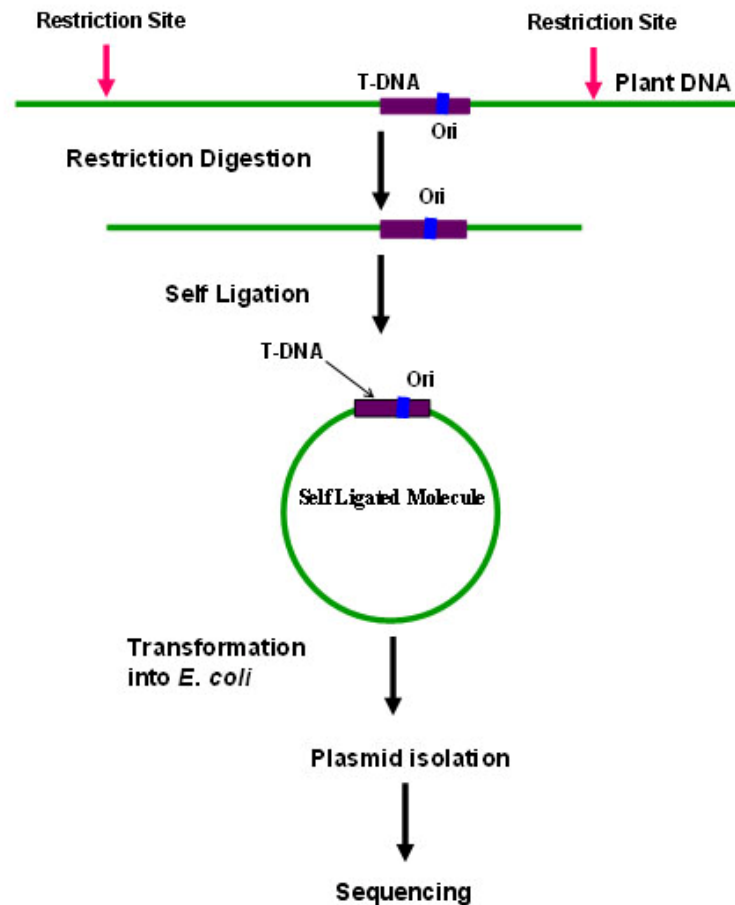 Restriction Site
Restriction Site
T-DNA
Plant DNA
Ori
Restriction Digestion
Ori
Self Ligation
T-DNA
Ori
Self Ligated Molecule
Transformation
into E. coli
Plasmid isolation
Sequencing